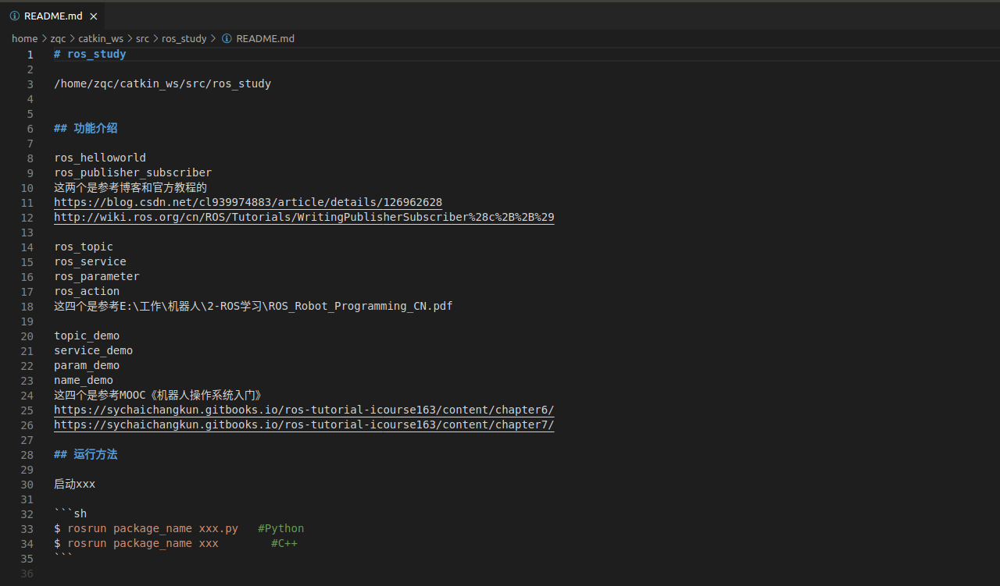 README.md ×
home > zqc > catkin_ws > src > ros_study > README.md
1 # ros_study
2
3 /home/zqc/catkin_ws/src/ros_study
4
5
6 ## 功能介绍
7
8 ros_helloworld
9 ros_publisher_subscriber
10 这两个是参考博客和官方教程的
11 https://blog.csdn.net/cl939974883/article/details/126962628
12 http://wiki.ros.org/cn/ROS/Tutorials/WritingPublisherSubscriber%28c%2B%2B%29
13
14 ros_topic
15 ros_service
16 ros_parameter
17 ros_action
18 这四个是参考E:\工作\机器人\2-ROS学习\ROS_Robot_Programming_CN.pdf
19
20 topic_demo
21 service_demo
22 param_demo
23 name_demo
24 这四个是参考MOOC《机器人操作系统入门》
25 https://sychaichangkun.gitbooks.io/ros-tutorial-icourse163/content/chapter6/
26 https://sychaichangkun.gitbooks.io/ros-tutorial-icourse163/content/chapter7/
27
28 ## 运行方法
29
30 启动xxx
31
32 ```sh
33 $ rosrun package_name xxx.py   #Python
34 $ rosrun package_name xxx        #C++
35 ```
36